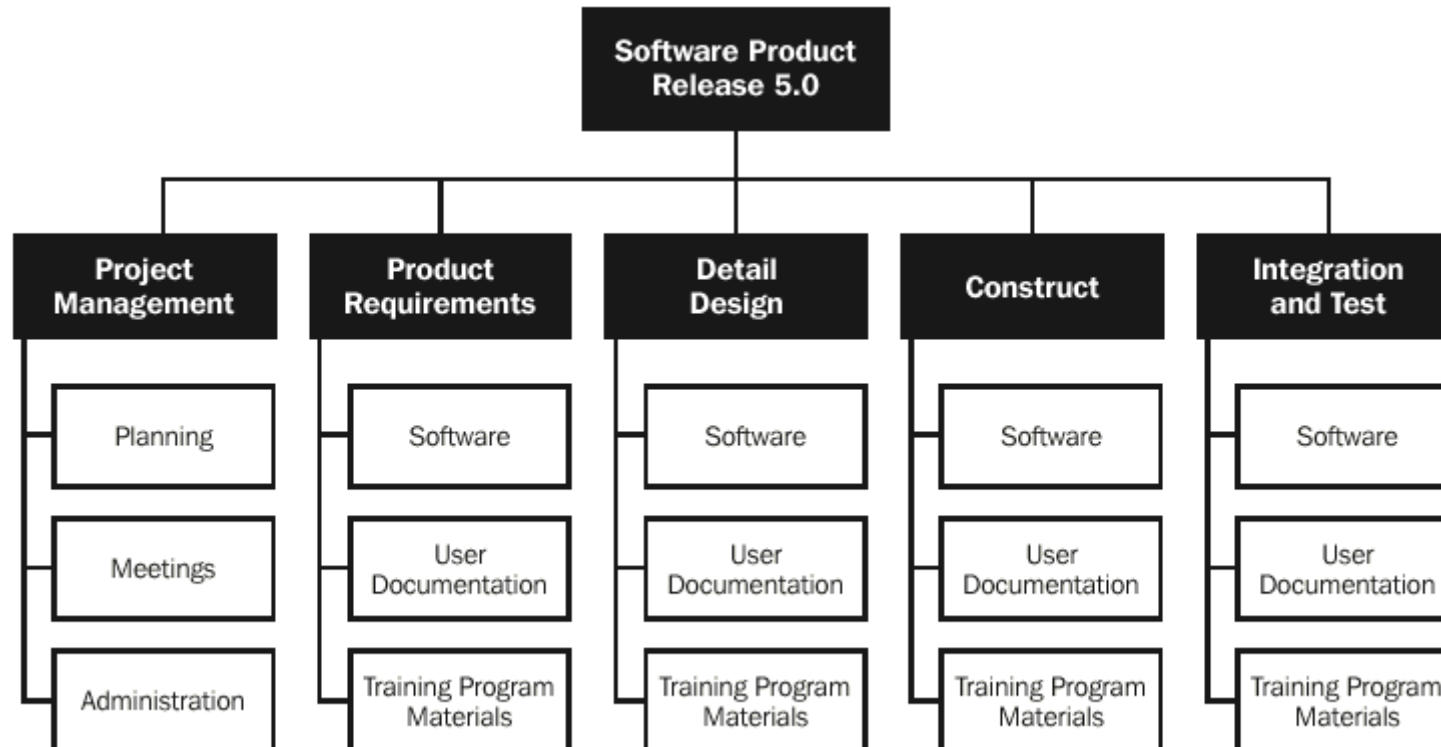 Software Product
Release 5.0
Project
Management
Product
Requirements
Detail
Design
Construct
Integration
and Test
Planning
Software
Software
Software
Software
Meetings
User
Documentation
User
Documentation
User
Documentation
User
Documentation
Administration
Training Program
Materials
Training Program
Materials
Training Program
Materials
Training Program
Materials